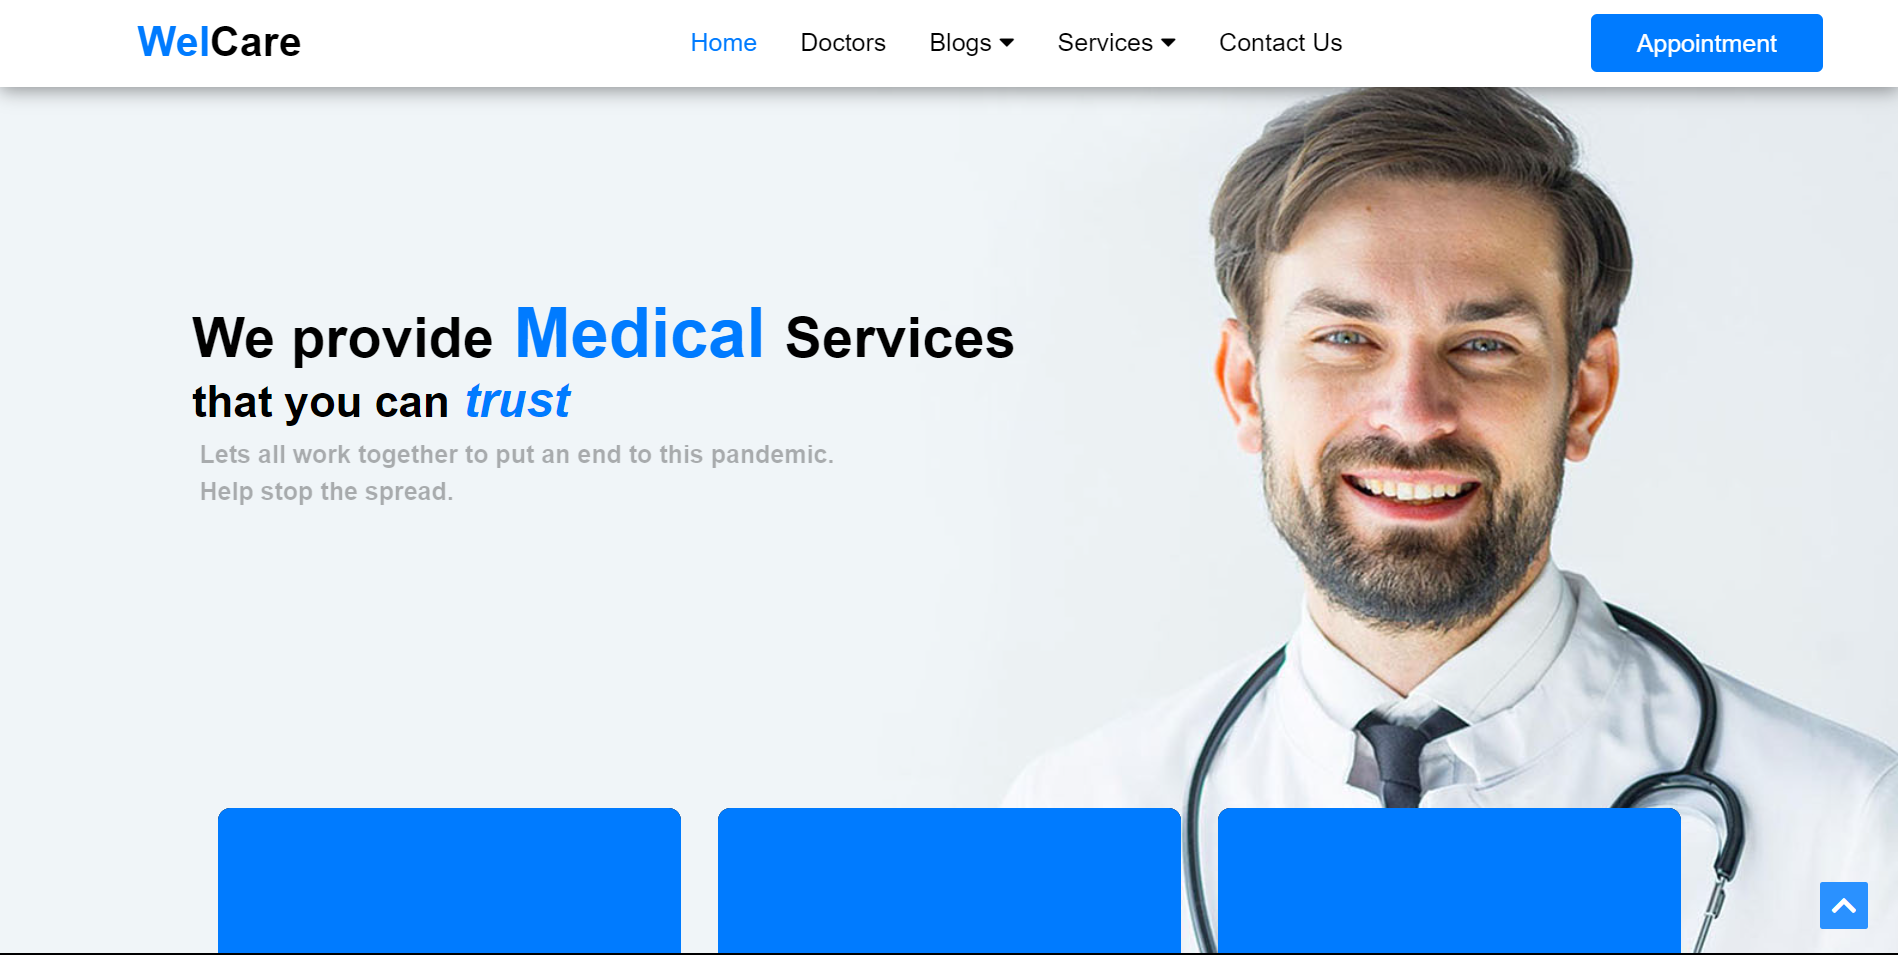 WelCare
Home Doctors Blogs Services Contact Us
Appointment
We provide Medical Services
that you can trust
Lets all work together to put an end to this pandemic.
Help stop the spread.